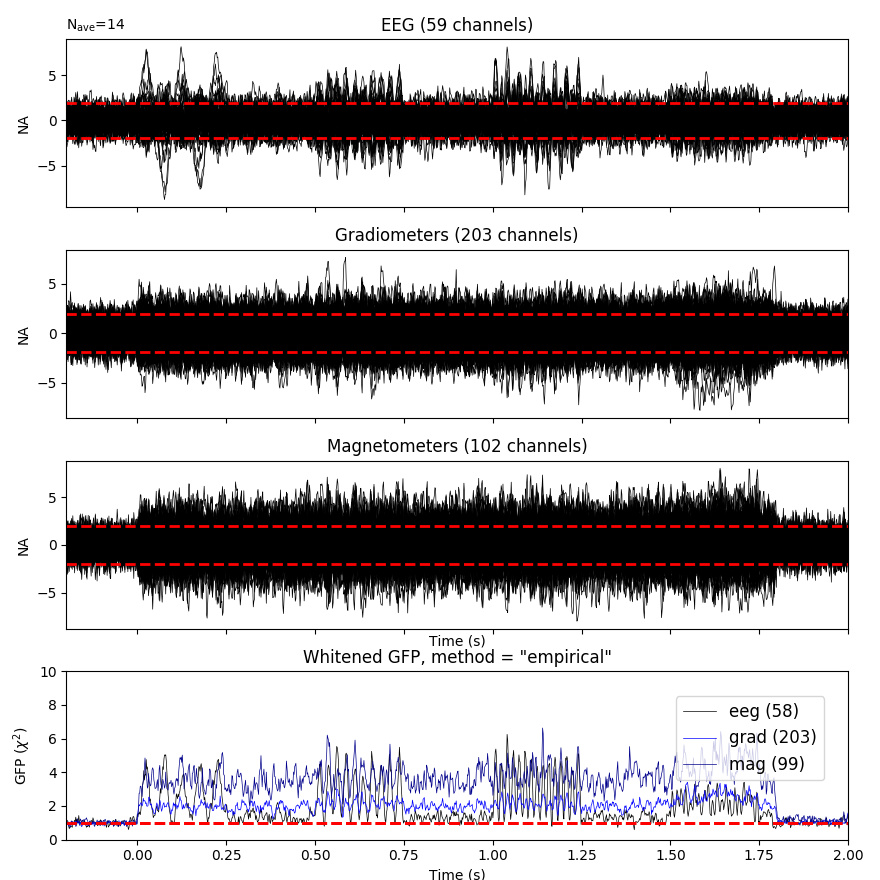 N_ave=14
EEG (59 channels)
5
0
−5
NA
Gradiometers (203 channels)
5
0
−5
NA
Magnetometers (102 channels)
5
0
−5
NA
Time (s)
Whitened GFP, method = "empirical"
10
8
6
4
2
0
GFP (χ²)
eeg (58)
grad (203)
mag (99)
0.00 0.25 0.50 0.75 1.00 1.25 1.50 1.75 2.00
Time (s)